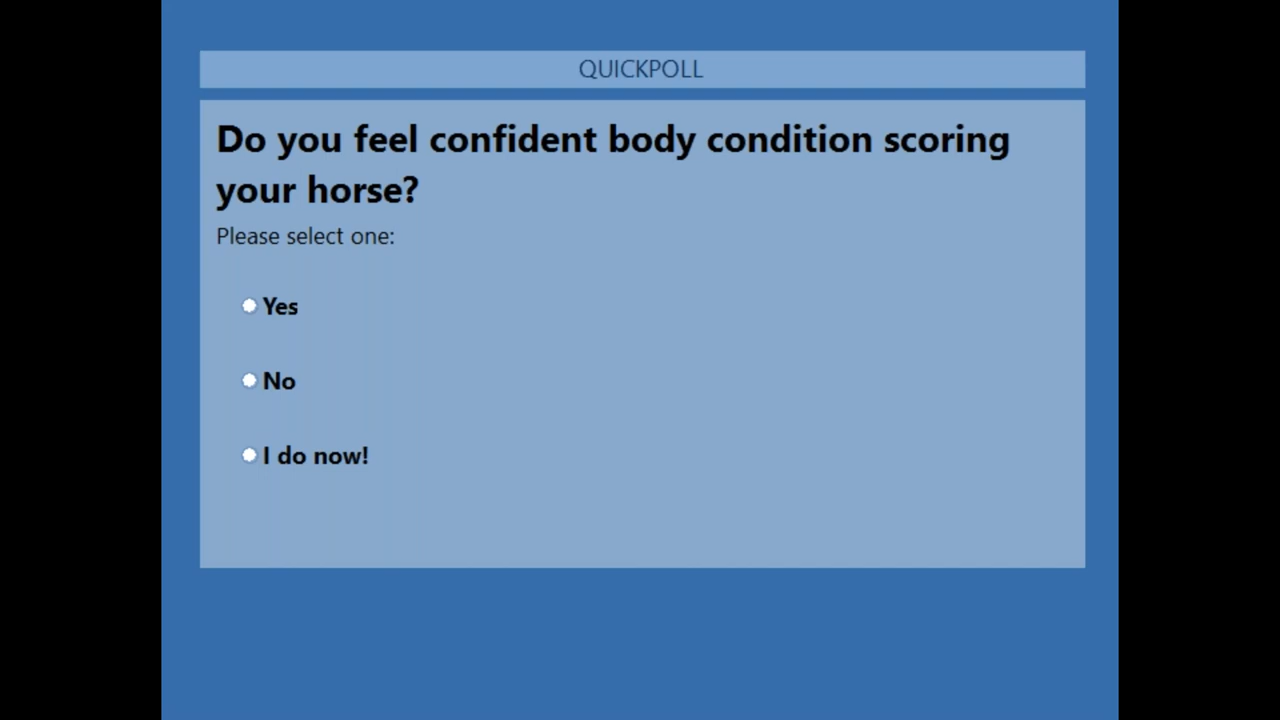 QUICKPOLL
Do you feel confident body condition scoring
your horse?
Please select one:
Yes
No
I do now!